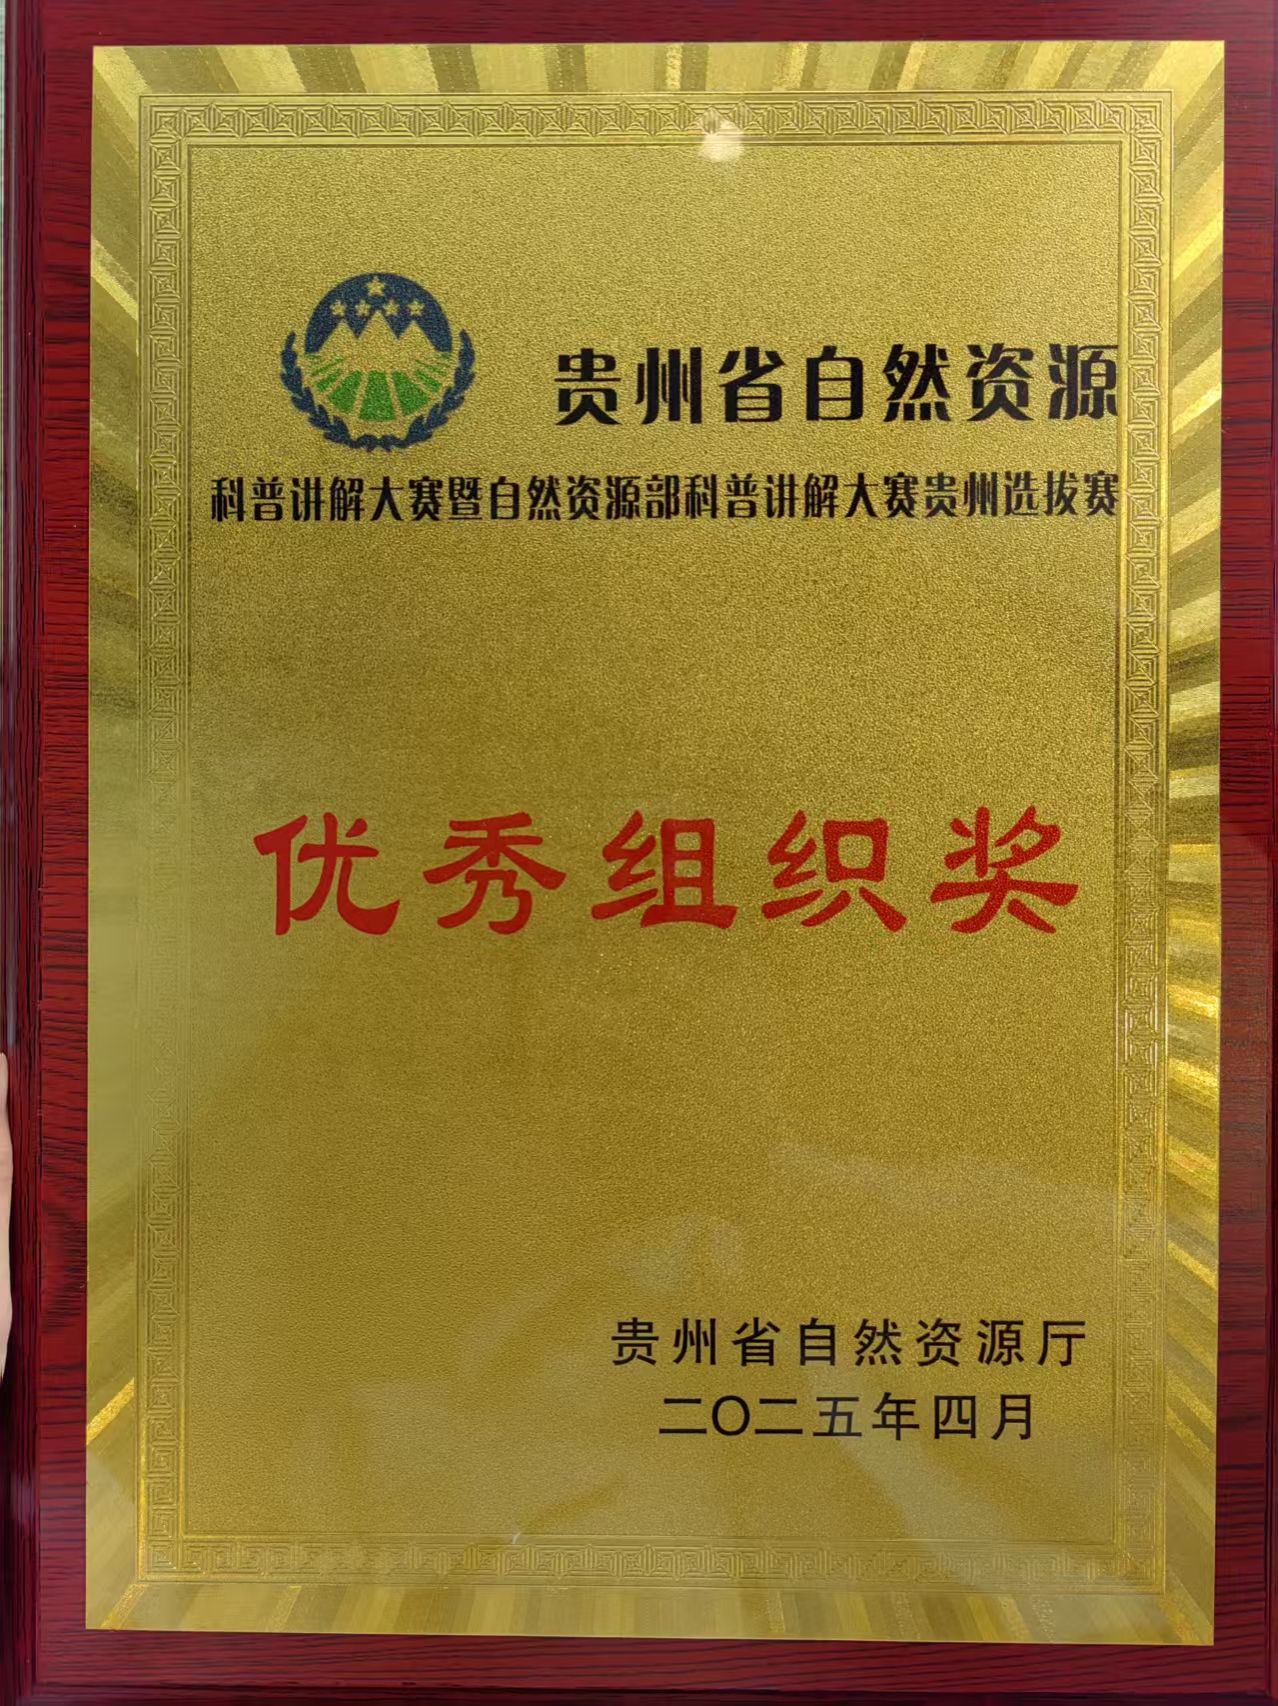 贵州省自然资源
科普讲解大赛暨自然资源部科普讲解大赛贵州选拔赛
优秀组织奖
贵州省自然资源厅
二〇二五年四月